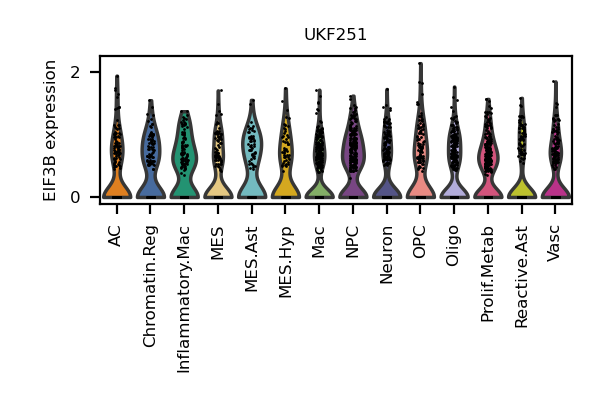 UKF251
EIF3B expression
2
0
AC
Chromatin.Reg
Inflammatory.Mac
MES
MES.Ast
MES.Hyp
Mac
NPC
Neuron
OPC
Oligo
Prolif.Metab
Reactive.Ast
Vasc